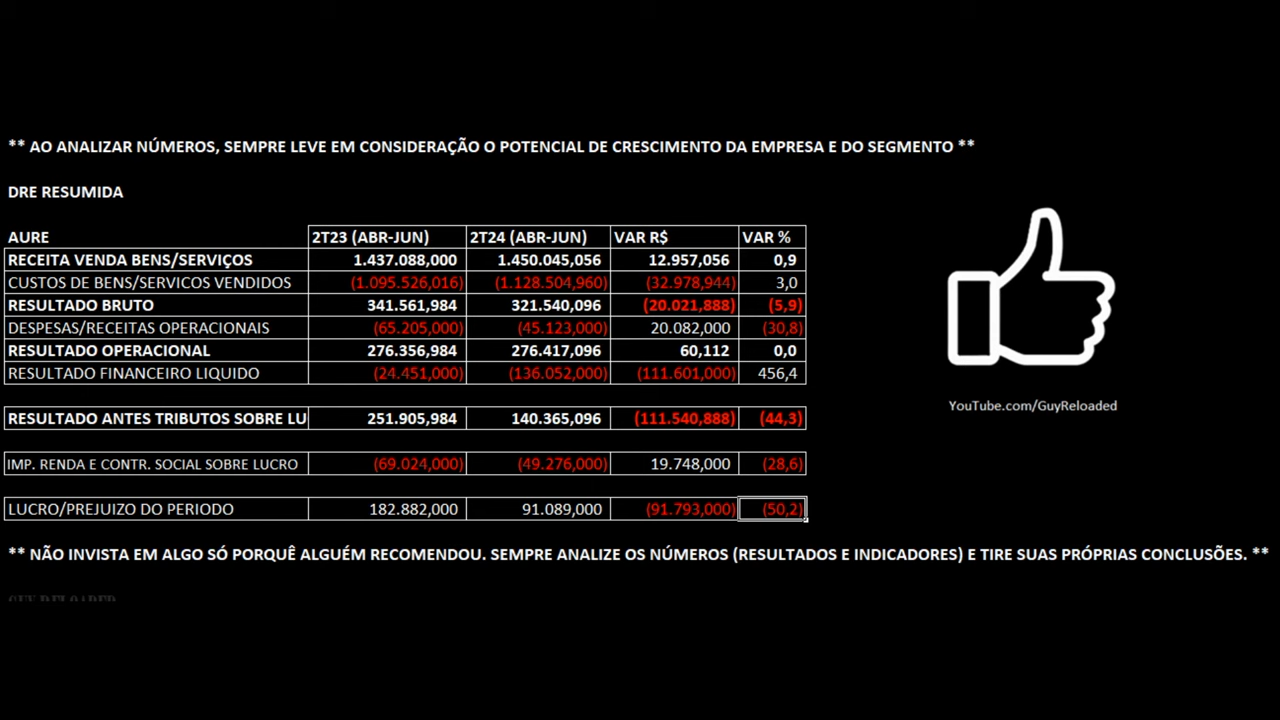 ** AO ANALIZAR NÚMEROS, SEMPRE LEVE EM CONSIDERAÇÃO O POTENCIAL DE CRESCIMENTO DA EMPRESA E DO SEGMENTO **
DRE RESUMIDA
AURE 2T23 (ABR-JUN) 2T24 (ABR-JUN) VAR R$ VAR %
RECEITA VENDA BENS/SERVIÇOS 1.437.088,000 1.450.045,056 12.957,056 0,9
CUSTOS DE BENS/SERVICOS VENDIDOS (1.095.526,016) (1.128.504,960) (32.978,944) 3,0
RESULTADO BRUTO 341.561,984 321.540,096 (20.021,888) (5,9)
DESPESAS/RECEITAS OPERACIONAIS (65.205,000) (45.123,000) 20.082,000 (30,8)
RESULTADO OPERACIONAL 276.356,984 276.417,096 60,112 0,0
RESULTADO FINANCEIRO LIQUIDO (24.451,000) (136.052,000) (111.601,000) 456,4
RESULTADO ANTES TRIBUTOS SOBRE LU 251.905,984 140.365,096 (111.540,888) (44,3)
IMP. RENDA E CONTR. SOCIAL SOBRE LUCRO (69.024,000) (49.276,000) 19.748,000 (28,6)
LUCRO/PREJUIZO DO PERIODO 182.882,000 91.089,000 (91.793,000) (50,2)
YouTube.com/GuyReloaded
** NÃO INVISTA EM ALGO SÓ PORQUÊ ALGUÉM RECOMENDOU. SEMPRE ANALIZE OS NÚMEROS (RESULTADOS E INDICADORES) E TIRE SUAS PRÓPRIAS CONCLUSÕES. **
GUY RELOADED